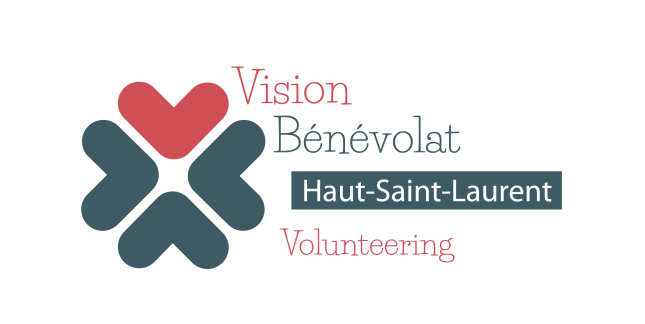 Vision
Bénévolat
Haut-Saint-Laurent
Volunteering